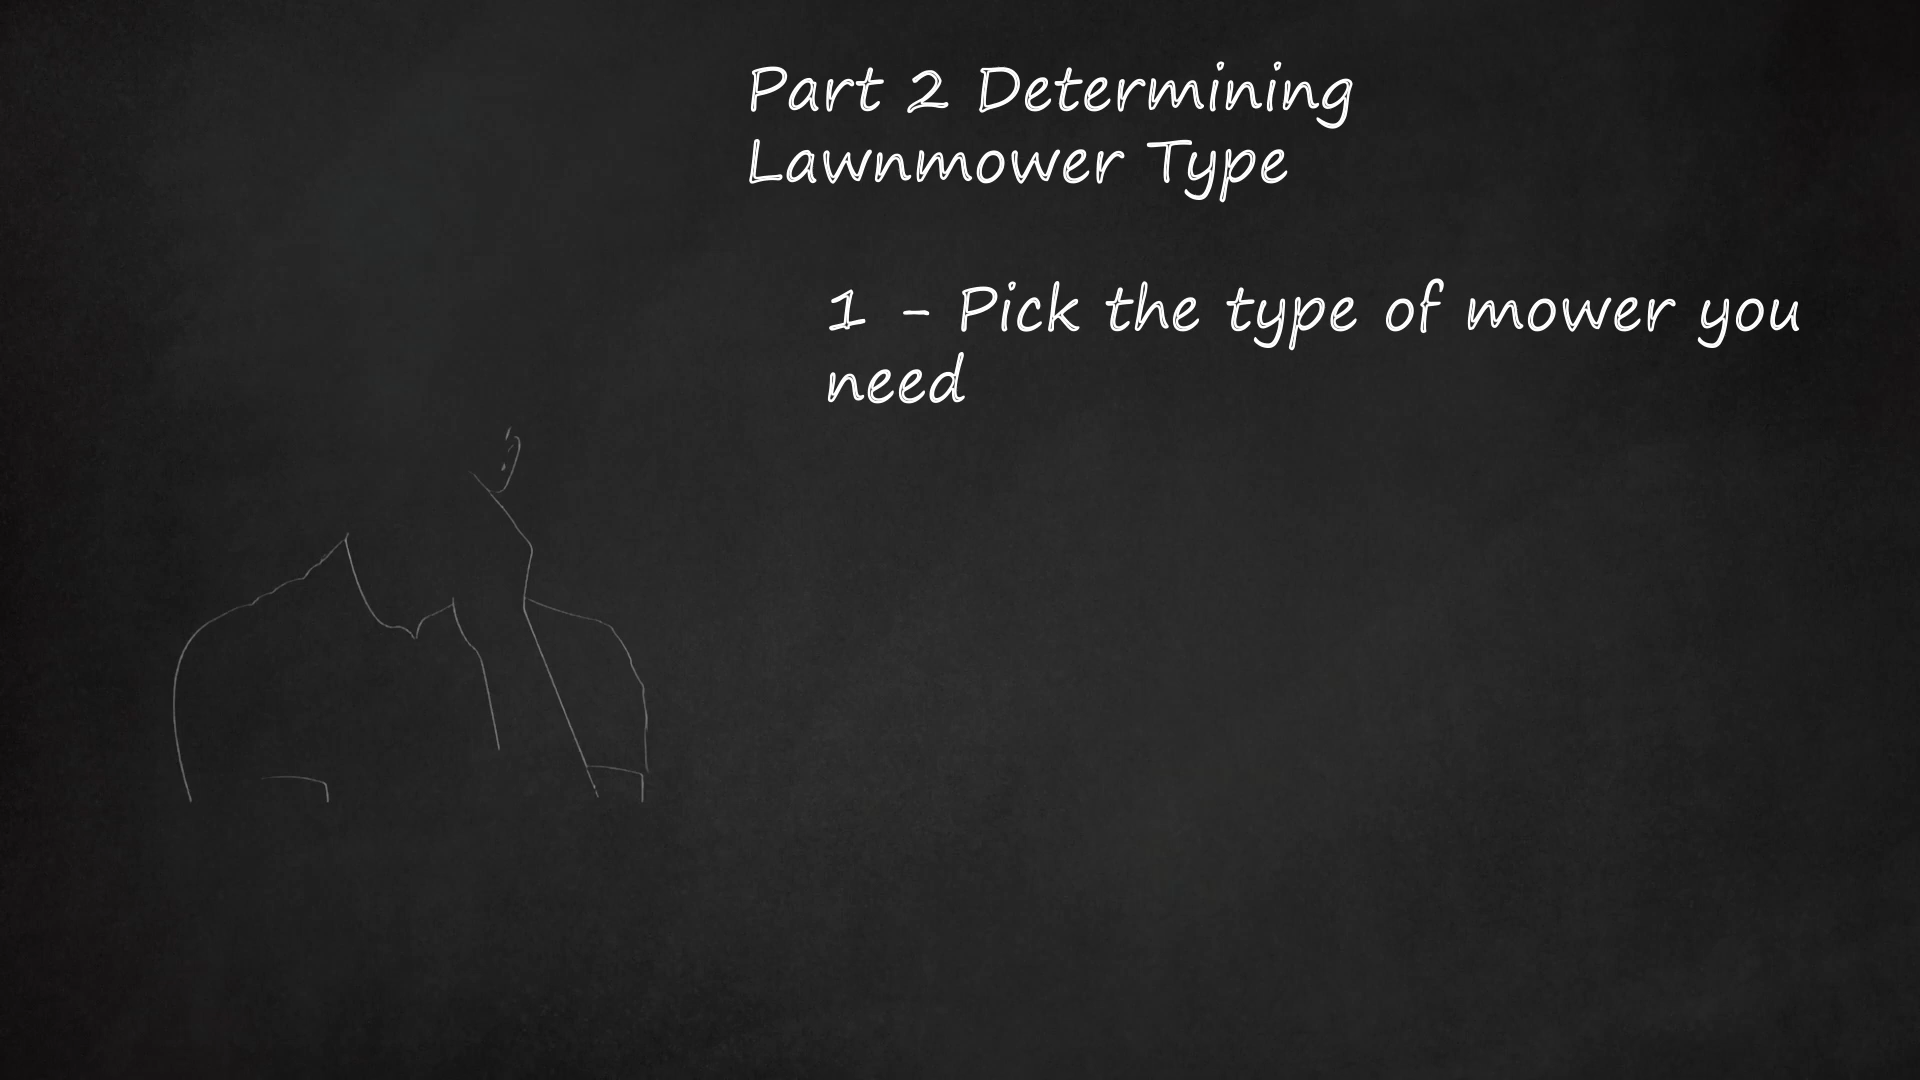 Part 2 Determining
Lawnmower Type
1 - Pick the type of mower you
need